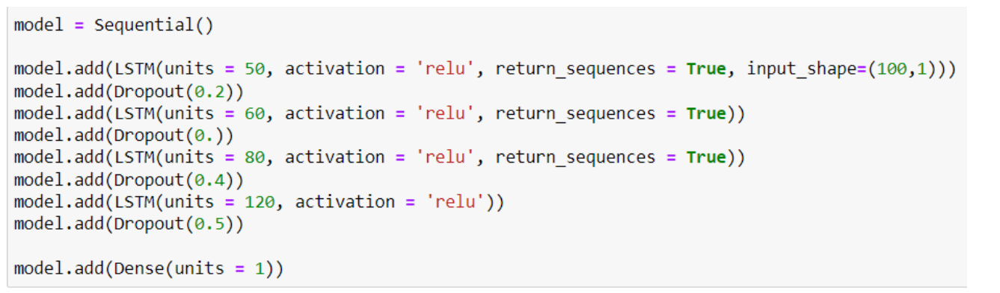 model = Sequential()
model.add(LSTM(units = 50, activation = 'relu', return_sequences = True, input_shape=(100,1)))
model.add(Dropout(0.2))
model.add(LSTM(units = 60, activation = 'relu', return_sequences = True))
model.add(Dropout(0.))
model.add(LSTM(units = 80, activation = 'relu', return_sequences = True))
model.add(Dropout(0.4))
model.add(LSTM(units = 120, activation = 'relu'))
model.add(Dropout(0.5))
model.add(Dense(units = 1))